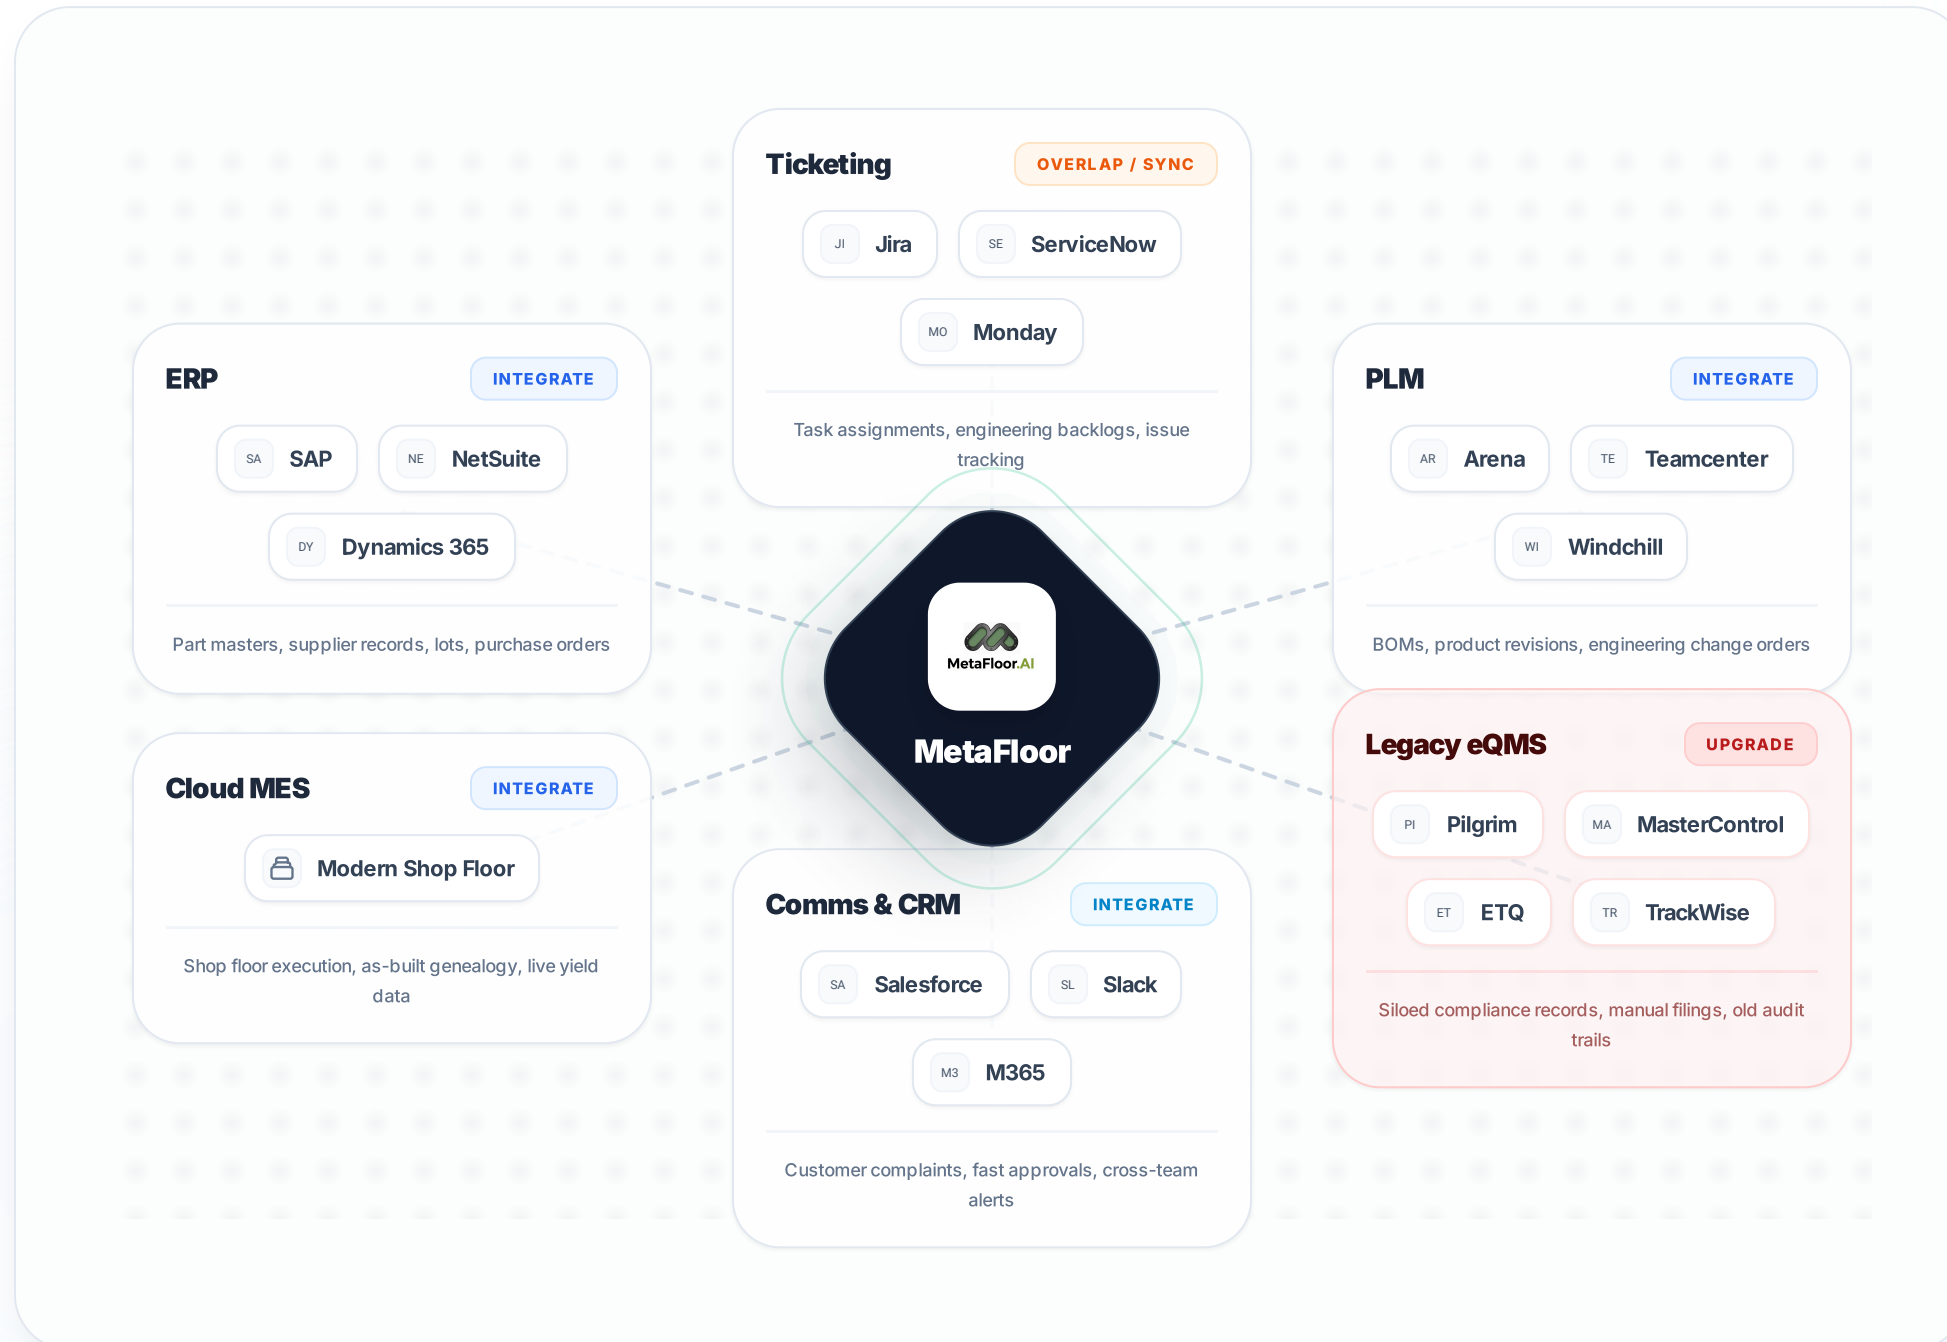 Ticketing
OVERLAP / SYNC
JI
Jira
SE
ServiceNow
MO
Monday
Task assignments, engineering backlogs, issue
tracking
ERP
INTEGRATE
SA
SAP
NE
NetSuite
DY
Dynamics 365
Part masters, supplier records, lots, purchase orders
PLM
INTEGRATE
AR
Arena
TE
Teamcenter
WI
Windchill
BOMs, product revisions, engineering change orders
MetaFloor.AI
MetaFloor
Cloud MES
INTEGRATE
Modern Shop Floor
Shop floor execution, as-built genealogy, live yield
data
Legacy eQMS
UPGRADE
PI
Pilgrim
MA
MasterControl
ET
ETQ
TR
TrackWise
Siloed compliance records, manual filings, old audit
trails
Comms & CRM
INTEGRATE
SA
Salesforce
SL
Slack
M3
M365
Customer complaints, fast approvals, cross-team
alerts